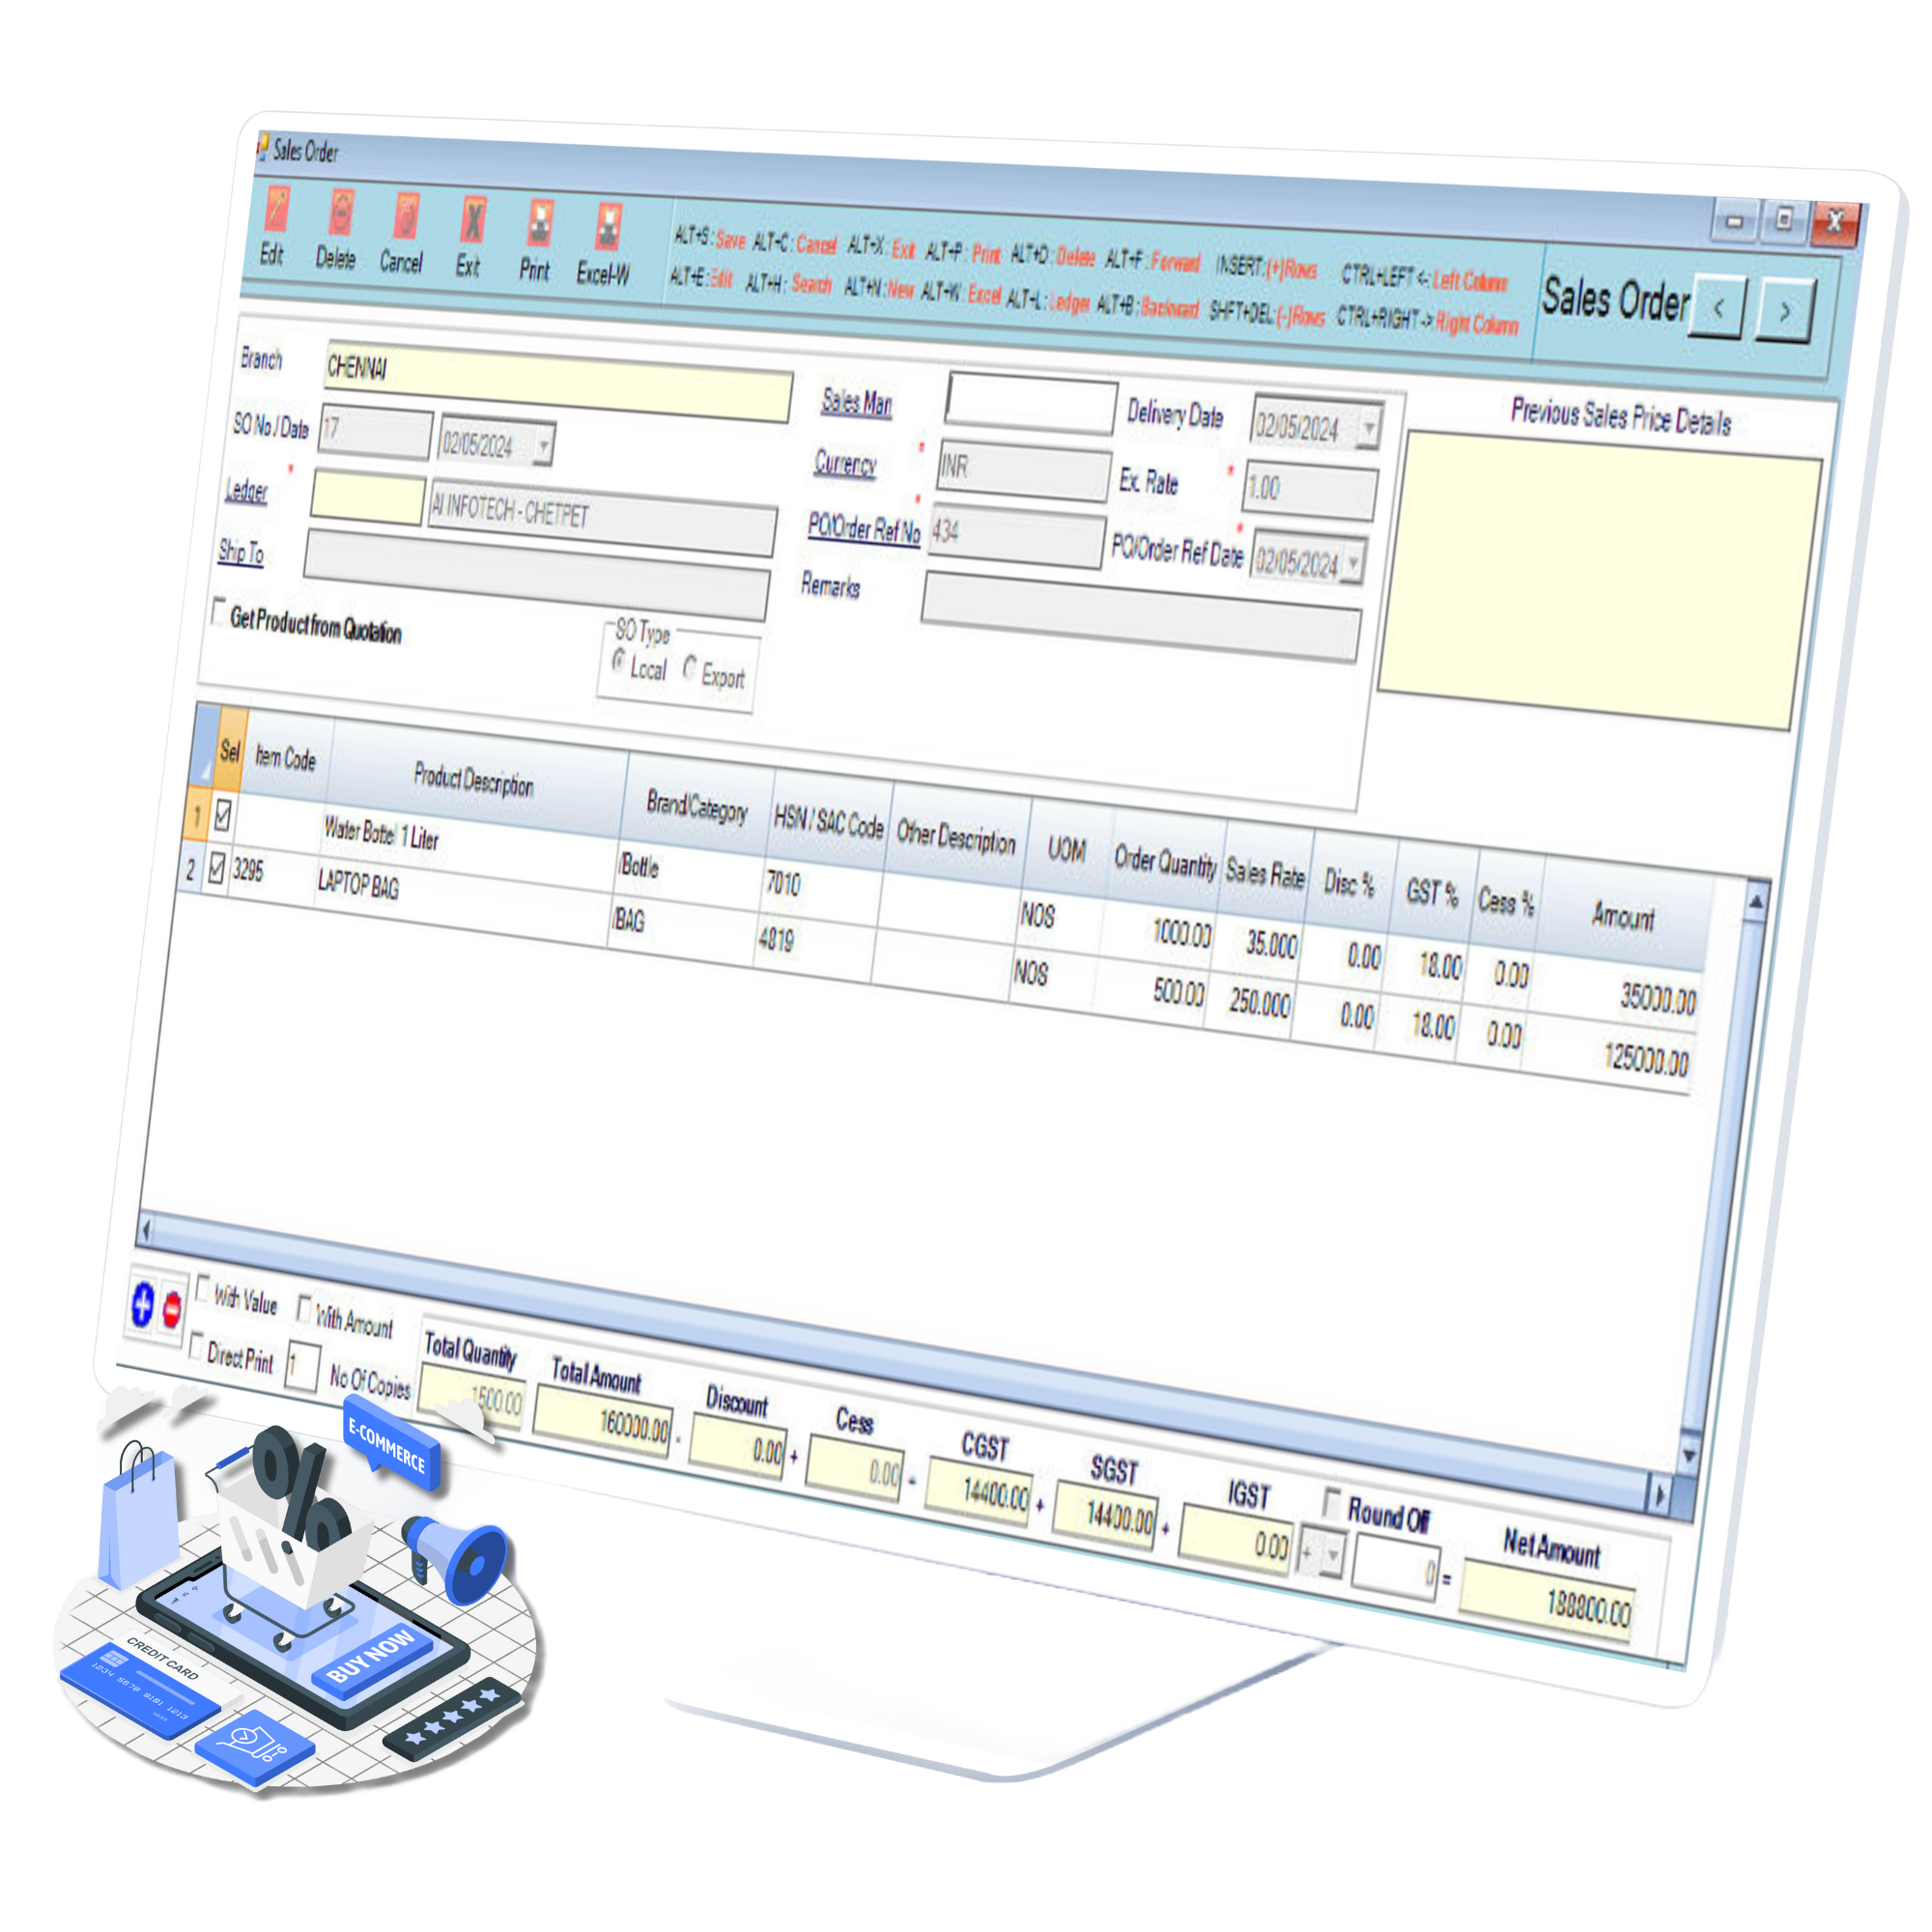 Sales Order
Edit Delete Cancel Exit Print Excel-W
ALT+S: Save ALT+C: Cancel ALT+X: Exit ALT+P: Print ALT+D: Delete ALT+F: Forward INSERT:(+)Rows CTRL+LEFT <-: Left Column
ALT+E: Edit ALT+H: Search ALT+N: New ALT+W: Excel ALT+L: Ledger ALT+B: Backward SHFT+DEL:(-)Rows CTRL+RIGHT ->: Right Column
Sales Order < >
Branch CHENNAI
SO No / Date 17 02/05/2024
Ledger * AI INFOTECH - CHETPET
Ship To
Get Product from Quotation
SO Type
Local Export
Sales Man Delivery Date 02/05/2024
Currency * INR Ex. Rate * 1.00
PO/Order Ref No * 434 PO/Order Ref Date * 02/05/2024
Remarks
Previous Sales Price Details
Sel Item Code Product Description Brand/Category HSN / SAC Code Other Description UOM Order Quantity Sales Rate Disc % GST % Cess % Amount
1 Water Bottel 1 Liter /Bottle 7010 NOS 1000.00 35.000 0.00 18.00 0.00 35000.00
2 3295 LAPTOP BAG /BAG 4819 NOS 500.00 250.000 0.00 18.00 0.00 125000.00
With Value With Amount
Direct Print 1 No Of Copies
Total Quantity Total Amount Discount Cess CGST SGST IGST Round Off Net Amount
1500.00 160000.00 - 0.00 + 0.00 + 14400.00 + 14400.00 + 0.00 + 0 = 188800.00
E-COMMERCE
%
BUY NOW
CREDIT CARD
1234 5678 9101 1213